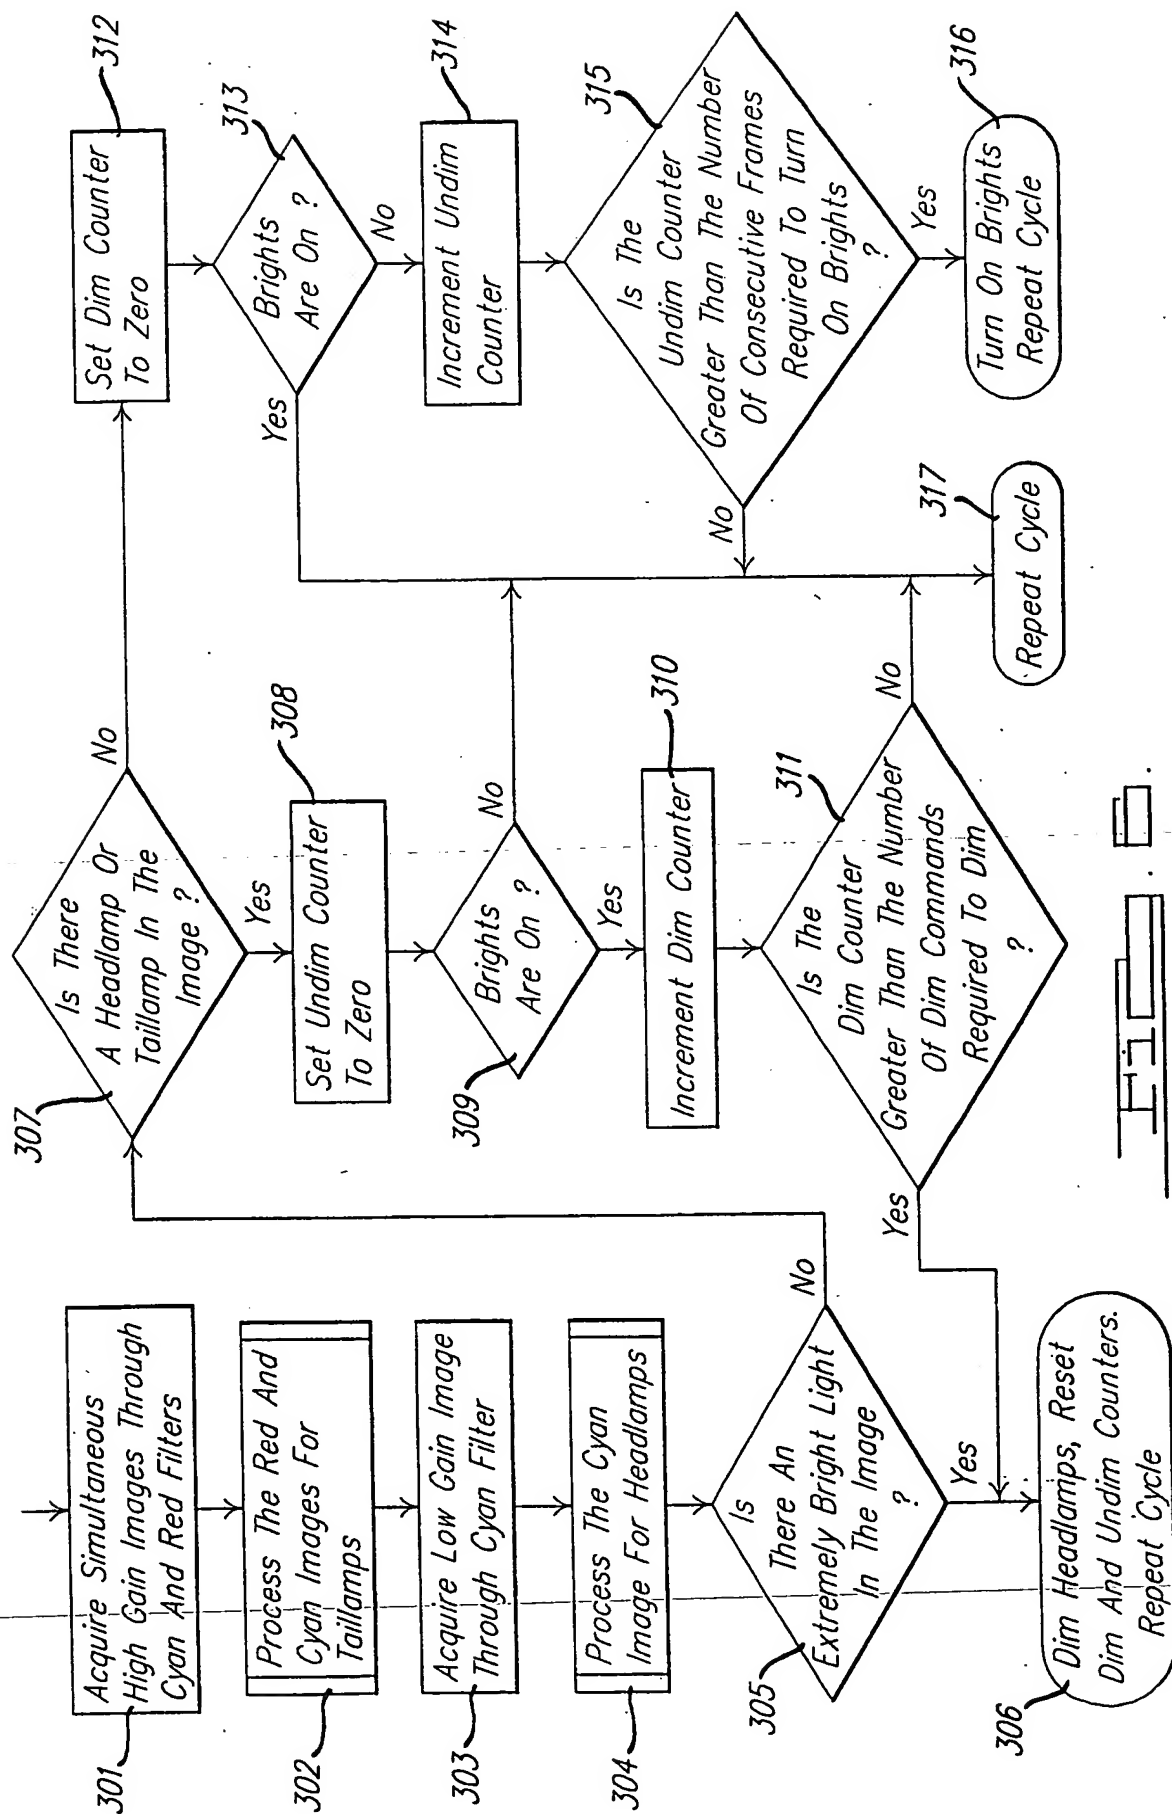 301
Acquire Simultaneous
High Gain Images Through
Cyan And Red Filters
302
Process The Red And
Cyan Images For
Taillamps
303
Acquire Low Gain Image
Through Cyan Filter
304
Process The Cyan
Image For Headlamps
305
Is
There An
Extremely Bright Light
In The Image
?
No
Yes
306
Dim Headlamps, Reset
Dim And Undim Counters.
Repeat Cycle
307
Is There
A Headlamp Or
Taillamp In The
Image ?
No
Yes
308
Set Undim Counter
To Zero
309
Brights
Are On ?
No
Yes
310
Increment Dim Counter
311
Is The
Dim Counter
Greater Than The Number
Of Dim Commands
Required To Dim
?
Yes
No
312
Set Dim Counter
To Zero
313
Brights
Are On ?
Yes
No
314
Increment Undim
Counter
315
Is The
Undim Counter
Greater Than The Number
Of Consecutive Frames
Required To Turn
On Brights
?
No
Yes
316
Turn On Brights
Repeat Cycle
317
Repeat Cycle